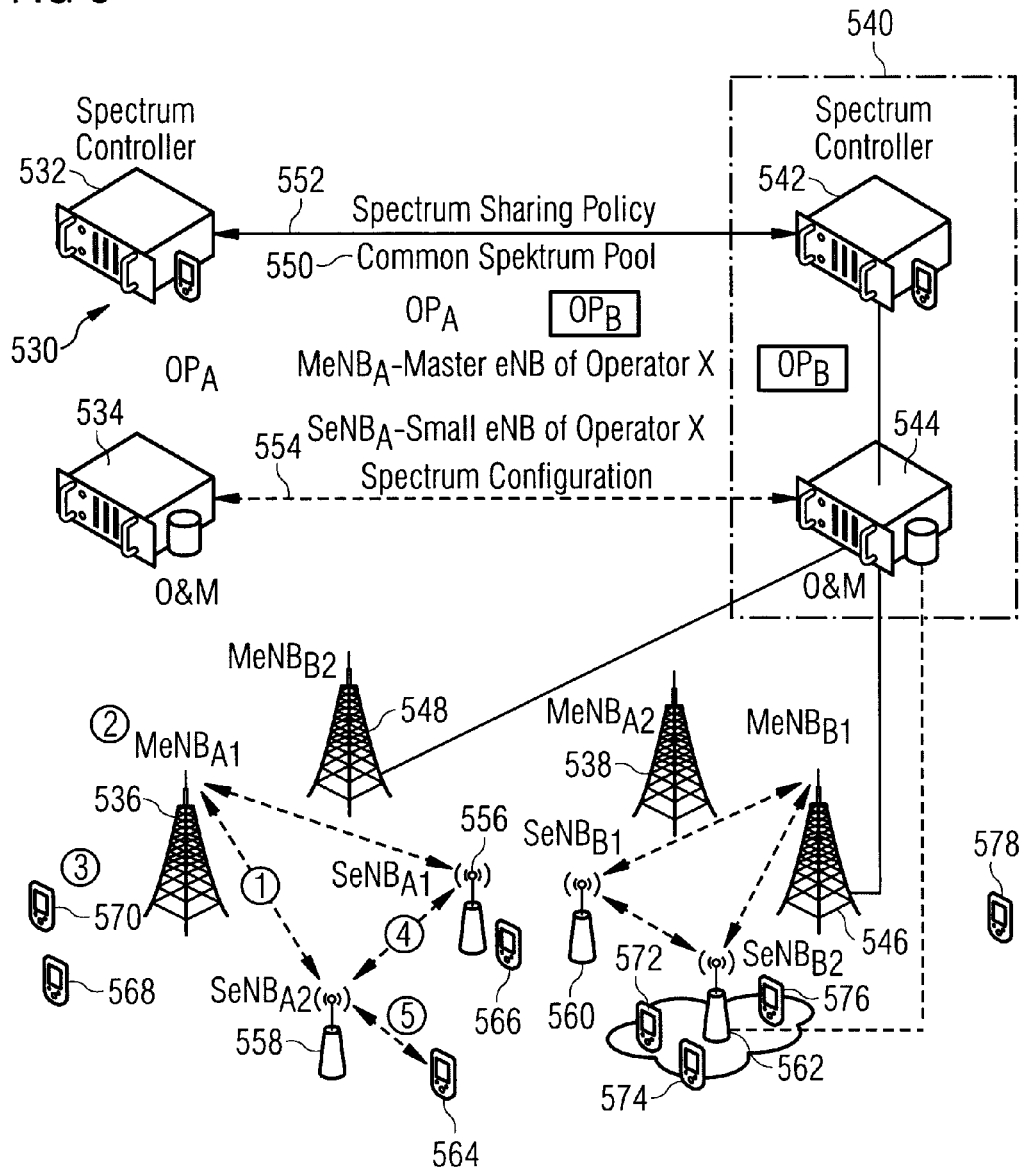 540
Spectrum
Controller
532
552
Spectrum Sharing Policy
550
Common Spektrum Pool
Spectrum
Controller
542
530
OPA
OPB
OPA
MeNBA-Master eNB of Operator X
OPB
534
554
SeNBA-Small eNB of Operator X
Spectrum Configuration
544
O&M
O&M
MeNBB2
548
MeNBA2
538
MeNBB1
②
MeNBA1
536
556
SeNBA1
SeNBB1
578
③
570
①
④
546
568
SeNBA2
⑤
558
566
560
572
SeNBB2
576
562
574
564